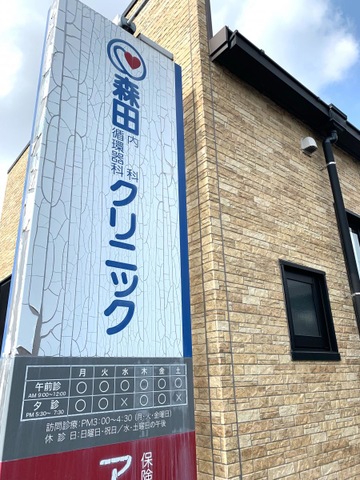 森田
内科
循環器科
クリニック
月 火 水 木 金 土
午前診 AM 9:00～12:00 ○ ○ ○ ○ ○ ○
夕診 PM 5:30～7:30 ○ ○ X ○ ○ X
訪問診療:PM3:00～4:30(月・火・金曜日)
休診日:日曜日・祝日／水・土曜日の午後
保険
ア